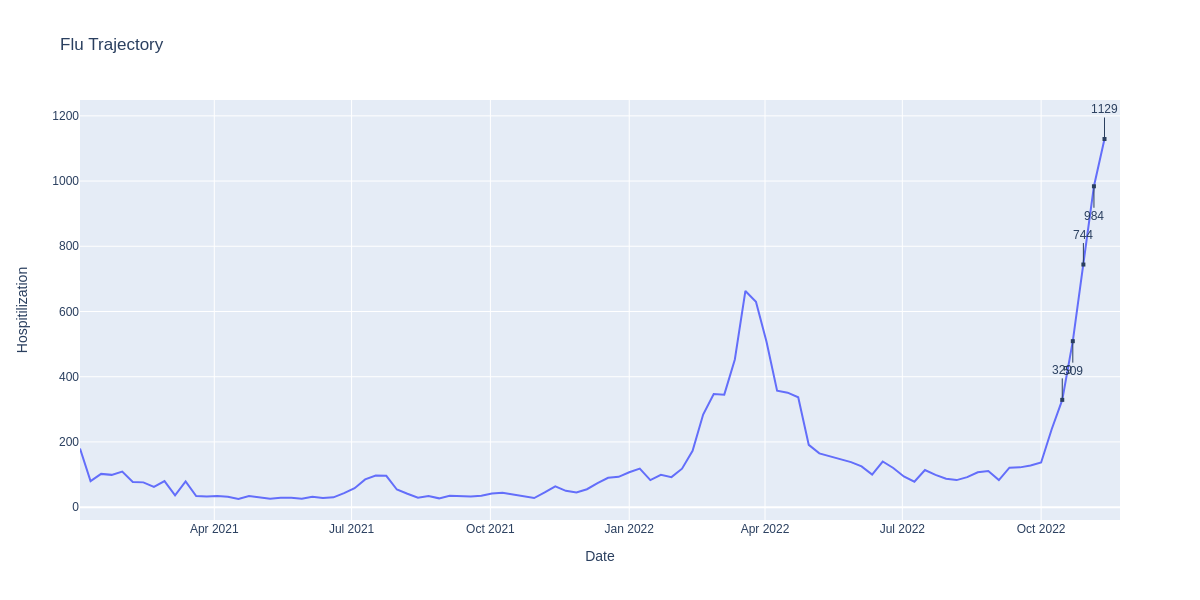 Flu Trajectory
1129
1200
1000
984
744
800
600
329
509
400
200
0
Apr 2021
Jul 2021
Oct 2021
Jan 2022
Apr 2022
Jul 2022
Oct 2022
Hospitilization
Date